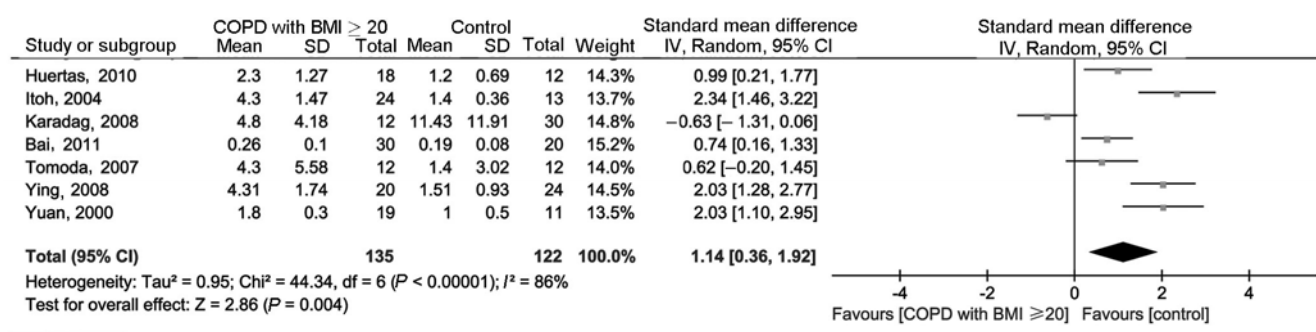 COPD with BMI ≥ 20 Control Standard mean difference Standard mean difference
Study or subgroup Mean SD Total Mean SD Total Weight IV, Random, 95% CI IV, Random, 95% CI
Huertas, 2010 2.3 1.27 18 1.2 0.69 12 14.3% 0.99 [0.21, 1.77]
Itoh, 2004 4.3 1.47 24 1.4 0.36 13 13.7% 2.34 [1.46, 3.22]
Karadag, 2008 4.8 4.18 12 11.43 11.91 30 14.8% −0.63 [− 1.31, 0.06]
Bai, 2011 0.26 0.1 30 0.19 0.08 20 15.2% 0.74 [0.16, 1.33]
Tomoda, 2007 4.3 5.58 12 1.4 3.02 12 14.0% 0.62 [−0.20, 1.45]
Ying, 2008 4.31 1.74 20 1.51 0.93 24 14.5% 2.03 [1.28, 2.77]
Yuan, 2000 1.8 0.3 19 1 0.5 11 13.5% 2.03 [1.10, 2.95]
Total (95% CI) 135 122 100.0% 1.14 [0.36, 1.92]
Heterogeneity: Tau² = 0.95; Chi² = 44.34, df = 6 (P < 0.00001); I² = 86%
Test for overall effect: Z = 2.86 (P = 0.004)
-4 -2 0 2 4
Favours [COPD with BMI ≥20] Favours [control]